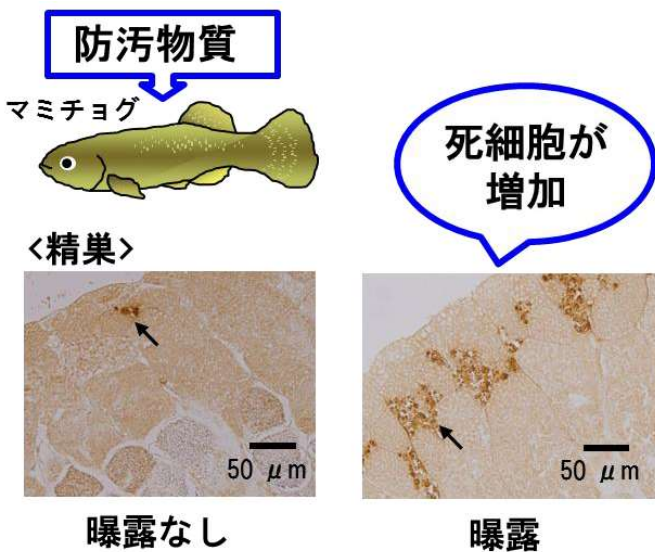 防汚物質
マミチョグ
死細胞が
増加
<精巣>
50 μm
50 μm
曝露なし
曝露